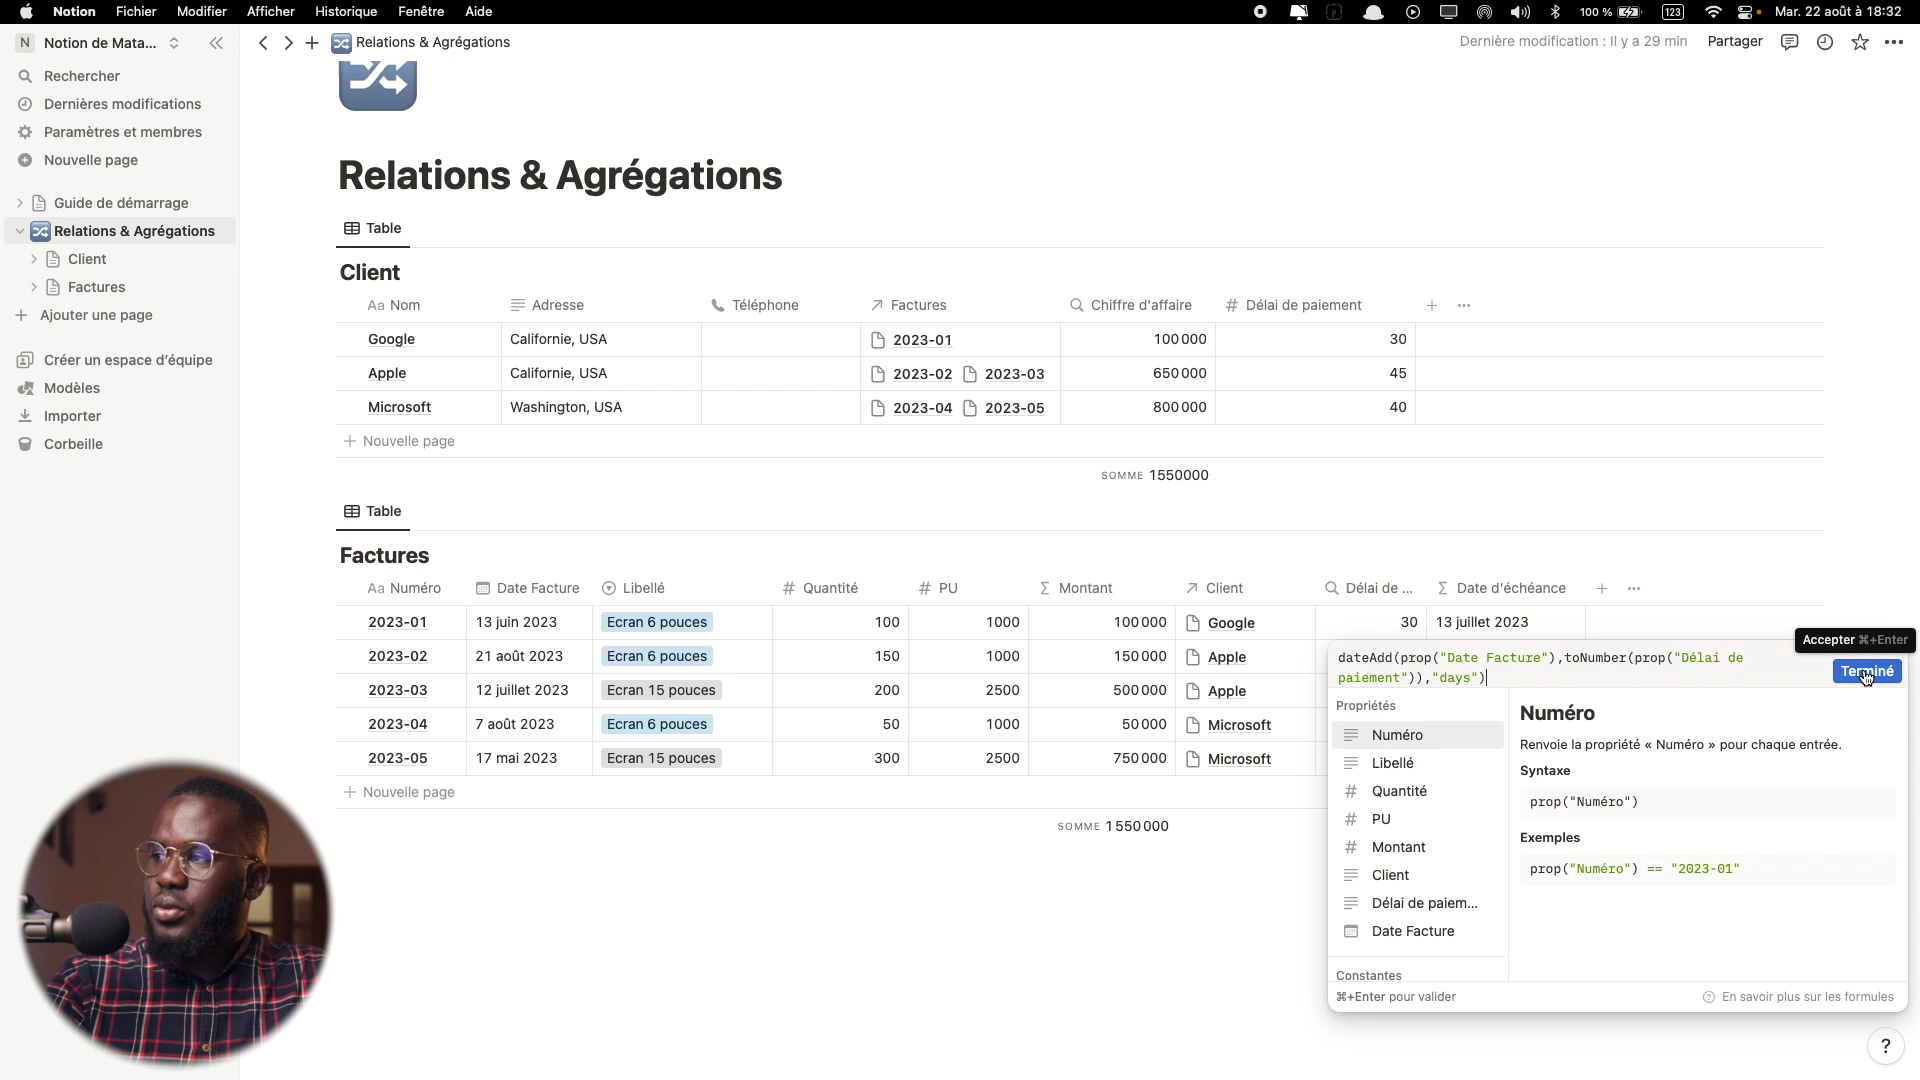 Notion Fichier Modifier Afficher Historique Fenêtre Aide 100 % 123 Mar. 22 août à 18:32
N Notion de Mata...
Relations & Agrégations
Dernière modification : Il y a 29 min Partager
Rechercher
Dernières modifications
Paramètres et membres
Nouvelle page
Guide de démarrage
Relations & Agrégations
Client
Factures
Ajouter une page
Créer un espace d'équipe
Modèles
Importer
Corbeille
Relations & Agrégations
Table
Client
Aa Nom Adresse Téléphone Factures Chiffre d'affaire # Délai de paiement
Google Californie, USA 2023-01 100 000 30
Apple Californie, USA 2023-02 2023-03 650 000 45
Microsoft Washington, USA 2023-04 2023-05 800 000 40
Nouvelle page
SOMME 1550000
Table
Factures
Aa Numéro Date Facture Libellé # Quantité # PU Σ Montant Client Délai de ... Σ Date d'échéance
2023-01 13 juin 2023 Ecran 6 pouces 100 1000 100 000 Google 30 13 juillet 2023
2023-02 21 août 2023 Ecran 6 pouces 150 1000 150 000 Apple
2023-03 12 juillet 2023 Ecran 15 pouces 200 2500 500 000 Apple
2023-04 7 août 2023 Ecran 6 pouces 50 1000 50 000 Microsoft
2023-05 17 mai 2023 Ecran 15 pouces 300 2500 750 000 Microsoft
Nouvelle page
SOMME 1 550 000
Accepter ⌘+Enter
dateAdd(prop("Date Facture"),toNumber(prop("Délai de
paiement")),"days")
Terminé
Propriétés
Numéro
Libellé
# Quantité
# PU
# Montant
Client
Délai de paiem...
Date Facture
Constantes
Numéro
Renvoie la propriété « Numéro » pour chaque entrée.
Syntaxe
prop("Numéro")
Exemples
prop("Numéro") == "2023-01"
⌘+Enter pour valider
? En savoir plus sur les formules
?